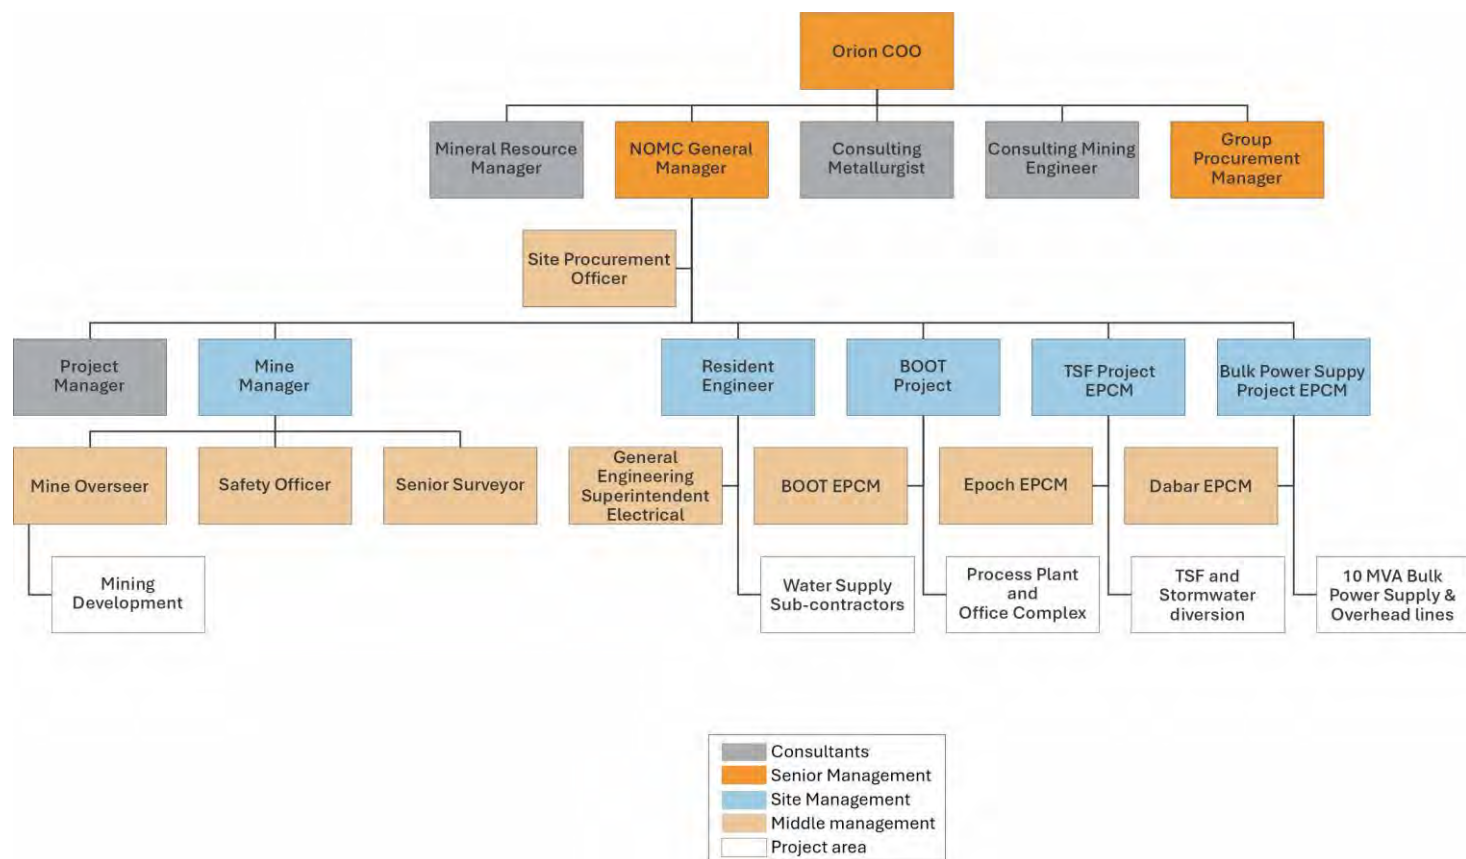 Orion COO
Mineral Resource
Manager
NOMC General
Manager
Consulting
Metallurgist
Consulting Mining
Engineer
Group
Procurement
Manager
Site Procurement
Officer
Project
Manager
Mine
Manager
Resident
Engineer
BOOT
Project
TSF Project
EPCM
Bulk Power Suppy
Project EPCM
Mine Overseer
Safety Officer
Senior Surveyor
General
Engineering
Superintendent
Electrical
BOOT EPCM
Epoch EPCM
Dabar EPCM
Mining
Development
Water Supply
Sub-contractors
Process Plant
and
Office Complex
TSF and
Stormwater
diversion
10 MVA Bulk
Power Supply &
Overhead lines
Consultants
Senior Management
Site Management
Middle management
Project area